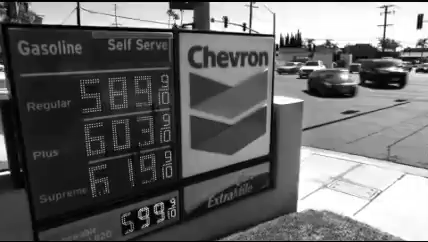 Gasoline Self Serve
Chevron
Regular 589 9/10
Plus 603 9/10
Supreme 619 9/10
599 9/10
ExtraMile